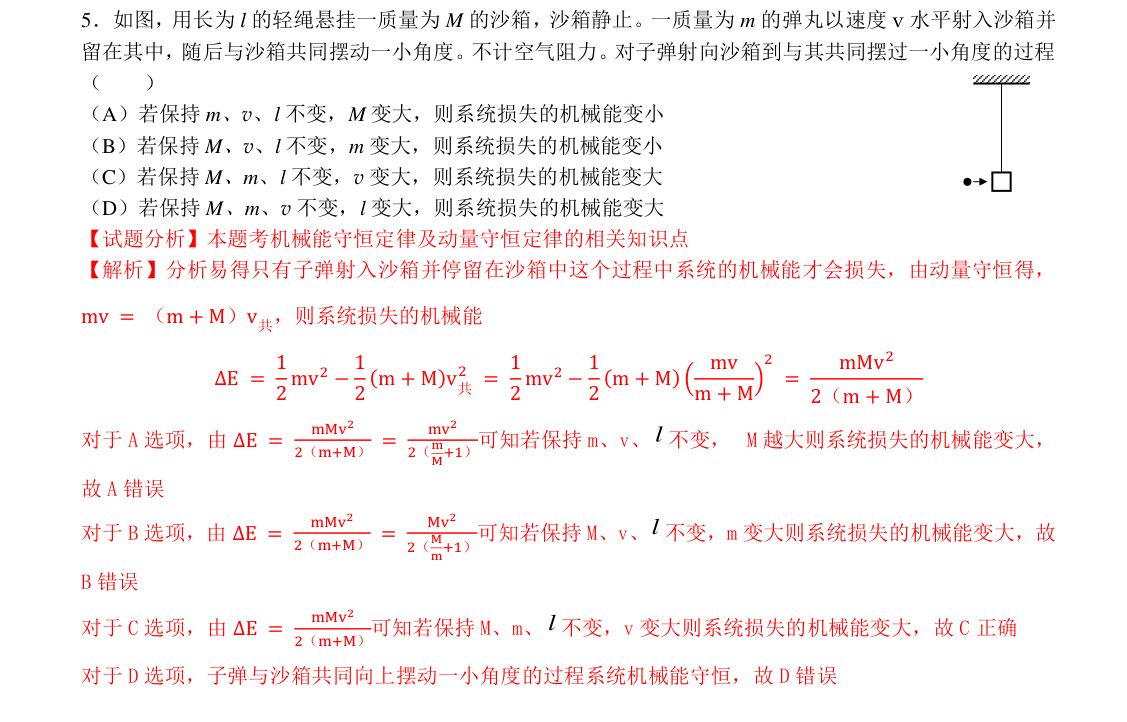 5．如图，用长为 l 的轻绳悬挂一质量为 M 的沙箱，沙箱静止。一质量为 m 的弹丸以速度 v 水平射入沙箱并
留在其中，随后与沙箱共同摆动一小角度。不计空气阻力。对子弹射向沙箱到与其共同摆过一小角度的过程
（　　）
（A）若保持 m、v、l 不变，M 变大，则系统损失的机械能变小
（B）若保持 M、v、l 不变，m 变大，则系统损失的机械能变小
（C）若保持 M、m、l 不变，v 变大，则系统损失的机械能变大
（D）若保持 M、m、v 不变，l 变大，则系统损失的机械能变大
【试题分析】本题考机械能守恒定律及动量守恒定律的相关知识点
【解析】分析易得只有子弹射入沙箱并停留在沙箱中这个过程中系统的机械能才会损失，由动量守恒得，
mv = （m + M）v共，则系统损失的机械能
ΔE = 1/2 mv² − 1/2 (m + M)v共² = 1/2 mv² − 1/2 (m + M) (mv/(m + M))² = mMv²/2（m + M）
对于 A 选项，由 ΔE = mMv²/2（m+M） = mv²/2（m/M+1） 可知若保持 m、v、 l 不变， M 越大则系统损失的机械能变大，
故 A 错误
对于 B 选项，由 ΔE = mMv²/2（m+M） = Mv²/2（M/m+1） 可知若保持 M、v、 l 不变，m 变大则系统损失的机械能变大，故
B 错误
对于 C 选项，由 ΔE = mMv²/2（m+M） 可知若保持 M、m、 l 不变，v 变大则系统损失的机械能变大，故 C 正确
对于 D 选项，子弹与沙箱共同向上摆动一小角度的过程系统机械能守恒，故 D 错误